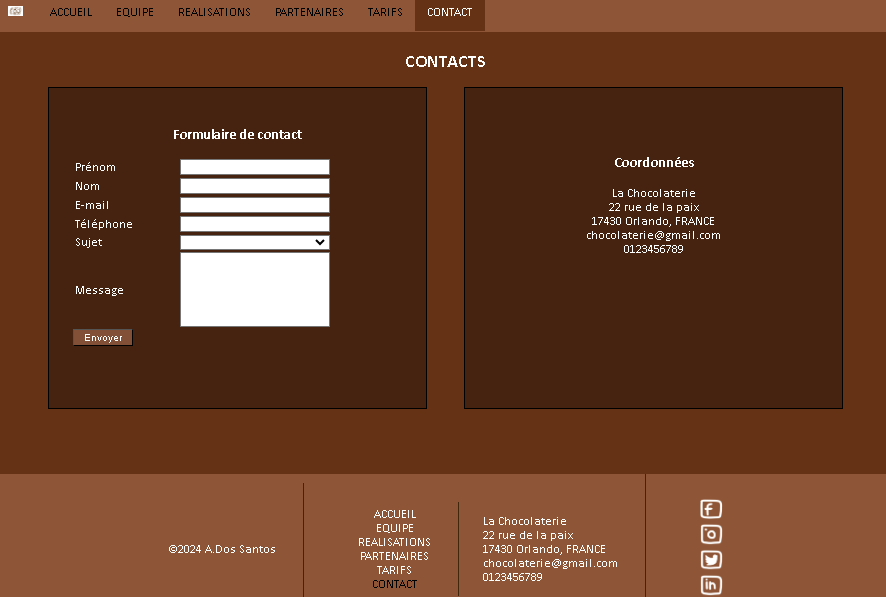 ACCUEIL EQUIPE REALISATIONS PARTENAIRES TARIFS CONTACT
CONTACTS
Formulaire de contact
Prénom
Nom
E-mail
Téléphone
Sujet
Message
Envoyer
Coordonnées
La Chocolaterie
22 rue de la paix
17430 Orlando, FRANCE
chocolaterie@gmail.com
0123456789
©2024 A.Dos Santos
ACCUEIL
EQUIPE
REALISATIONS
PARTENAIRES
TARIFS
CONTACT
La Chocolaterie
22 rue de la paix
17430 Orlando, FRANCE
chocolaterie@gmail.com
0123456789